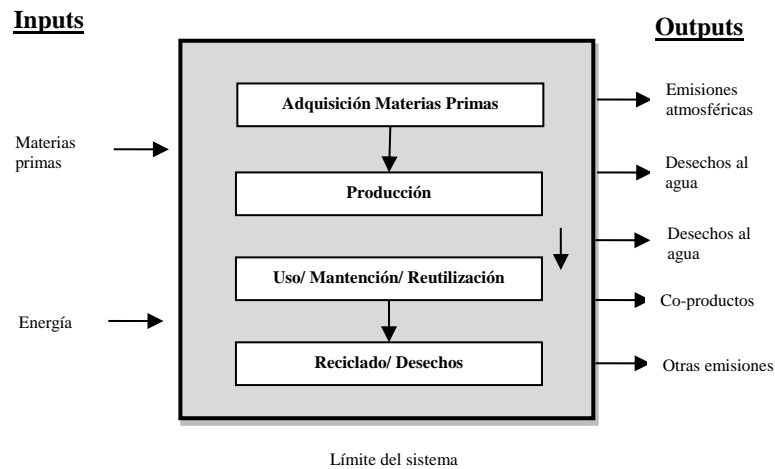 Inputs
Outputs
Adquisición Materias Primas
Emisiones
atmosféricas
Materias
primas
Producción
Desechos al
agua
Desechos al
agua
Uso/ Mantención/ Reutilización
Co-productos
Energía
Reciclado/ Desechos
Otras emisiones
Límite del sistema